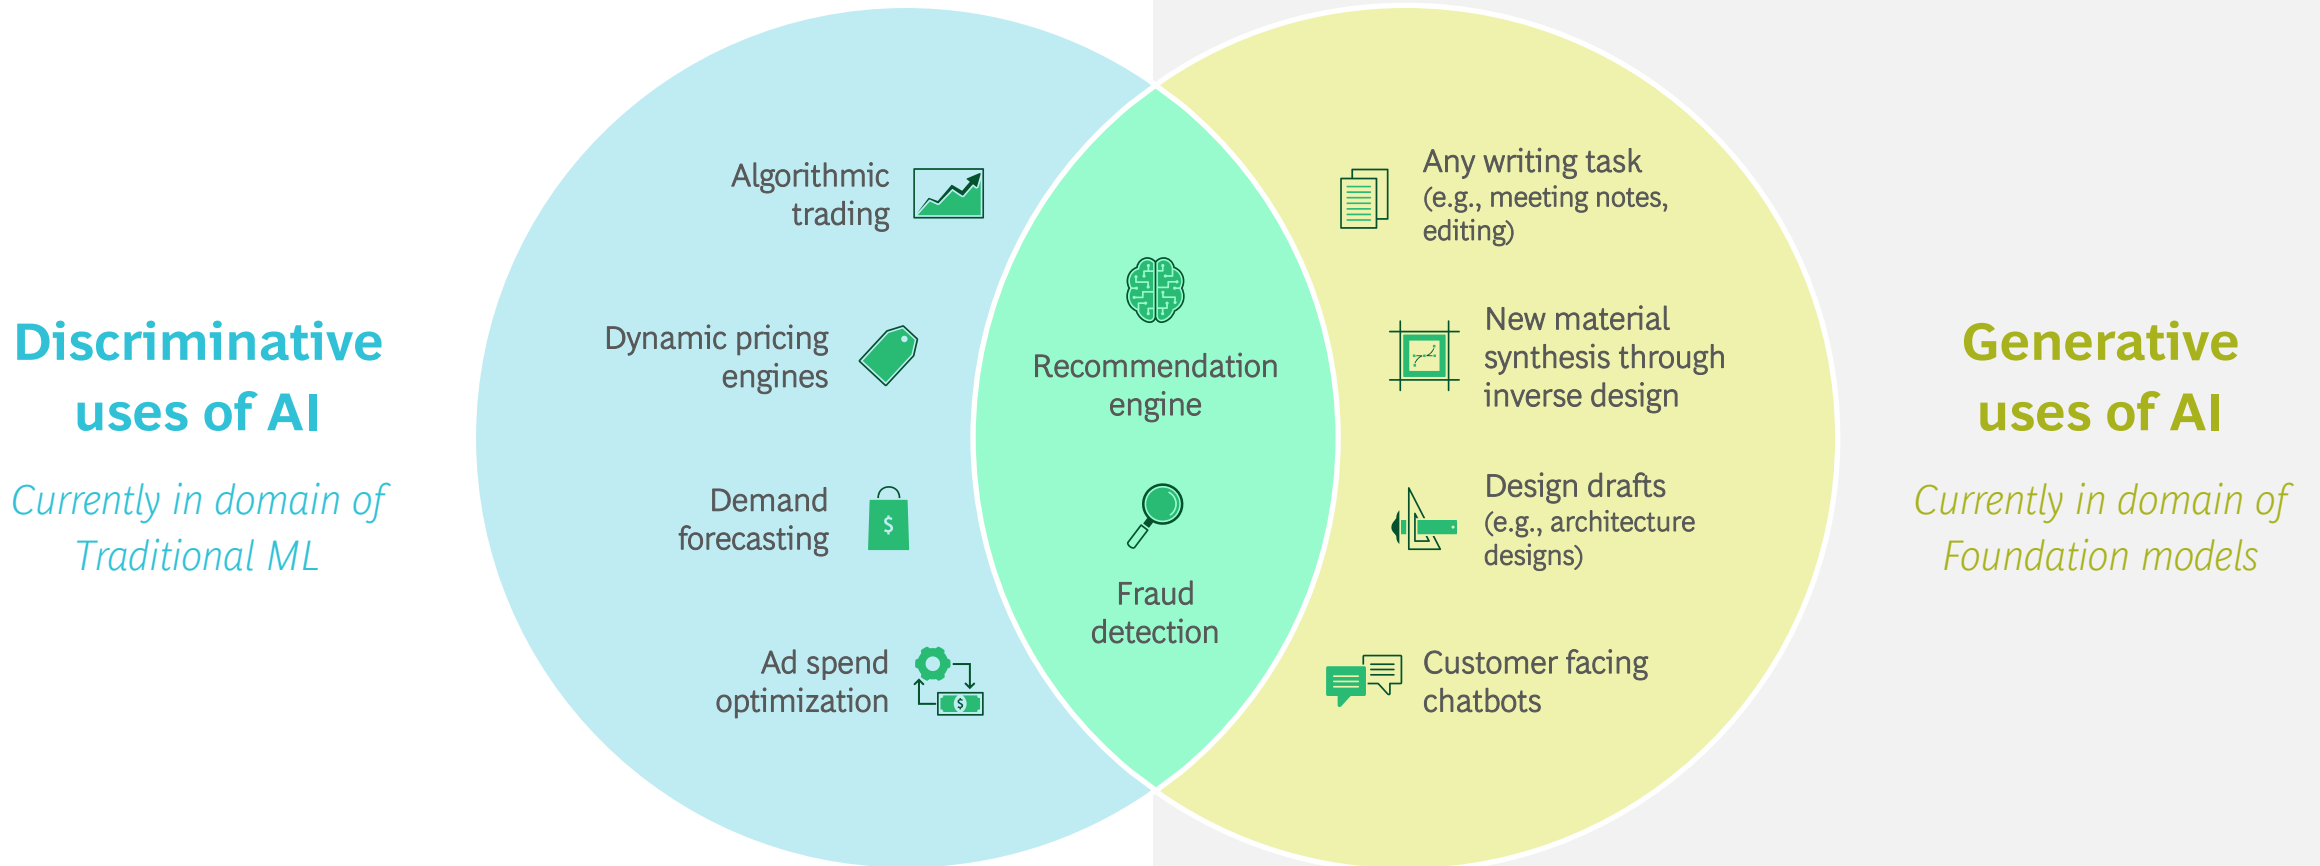 Discriminative
uses of AI
Currently in domain of
Traditional ML
Algorithmic
trading
Dynamic pricing
engines
Demand
forecasting
$
Ad spend
optimization
$
Recommendation
engine
Fraud
detection
Any writing task
(e.g., meeting notes,
editing)
New material
synthesis through
inverse design
Design drafts
(e.g., architecture
designs)
Customer facing
chatbots
Generative
uses of AI
Currently in domain of
Foundation models